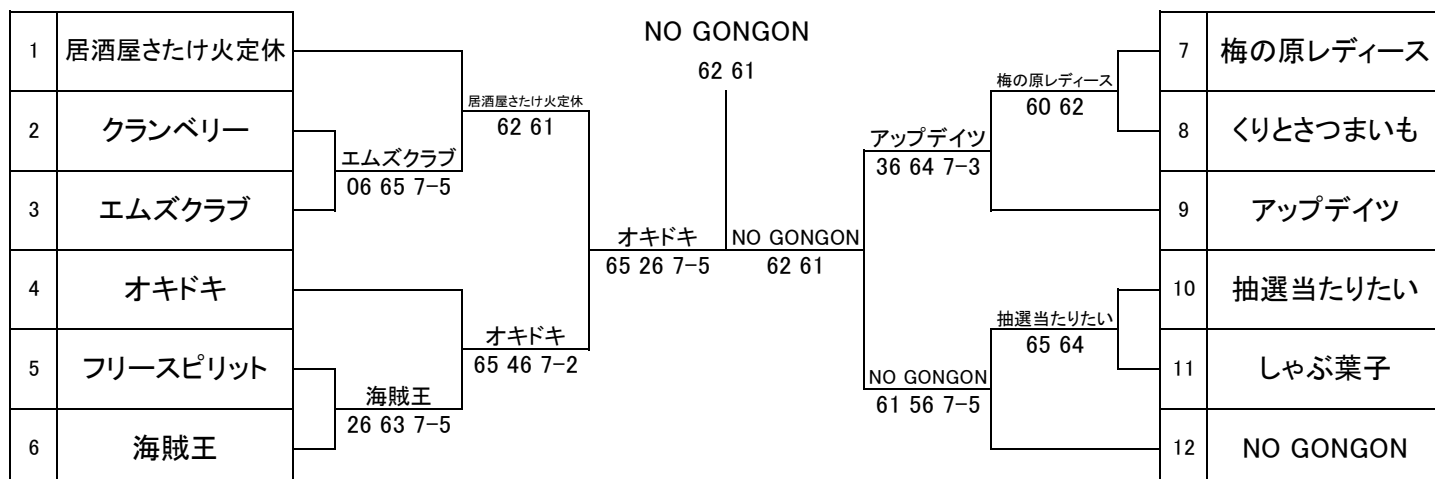 NO GONGON
62 61
1 居酒屋さたけ火定休
2 クランベリー
3 エムズクラブ
4 オキドキ
5 フリースピリット
6 海賊王
エムズクラブ
06 65 7-5
海賊王
26 63 7-5
居酒屋さたけ火定休
62 61
オキドキ
65 46 7-2
オキドキ
65 26 7-5
NO GONGON
62 61
アップデイツ
36 64 7-3
NO GONGON
61 56 7-5
梅の原レディース
60 62
抽選当たりたい
65 64
7 梅の原レディース
8 くりとさつまいも
9 アップデイツ
10 抽選当たりたい
11 しゃぶ葉子
12 NO GONGON